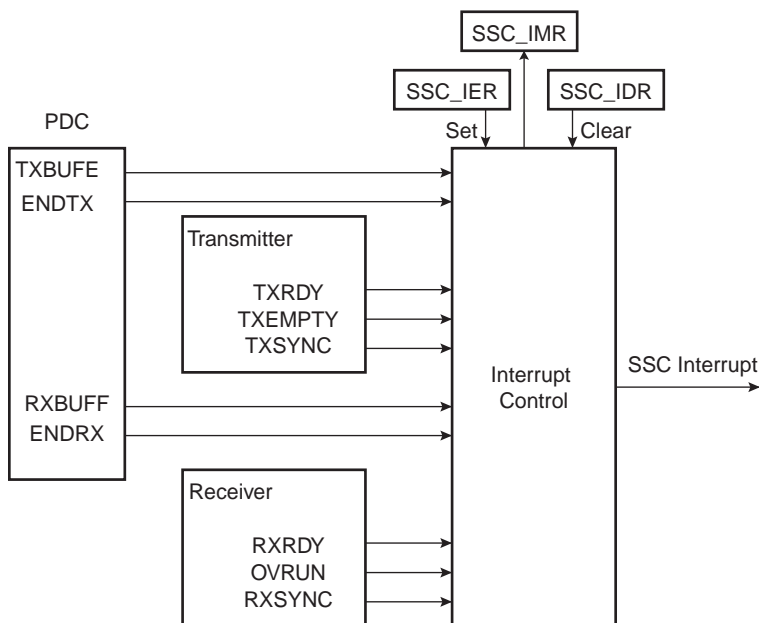 SSC_IMR
SSC_IER
SSC_IDR
PDC
Set
Clear
TXBUFE
ENDTX
Transmitter
TXRDY
TXEMPTY
TXSYNC
RXBUFF
ENDRX
Interrupt
Control
SSC Interrupt
Receiver
RXRDY
OVRUN
RXSYNC